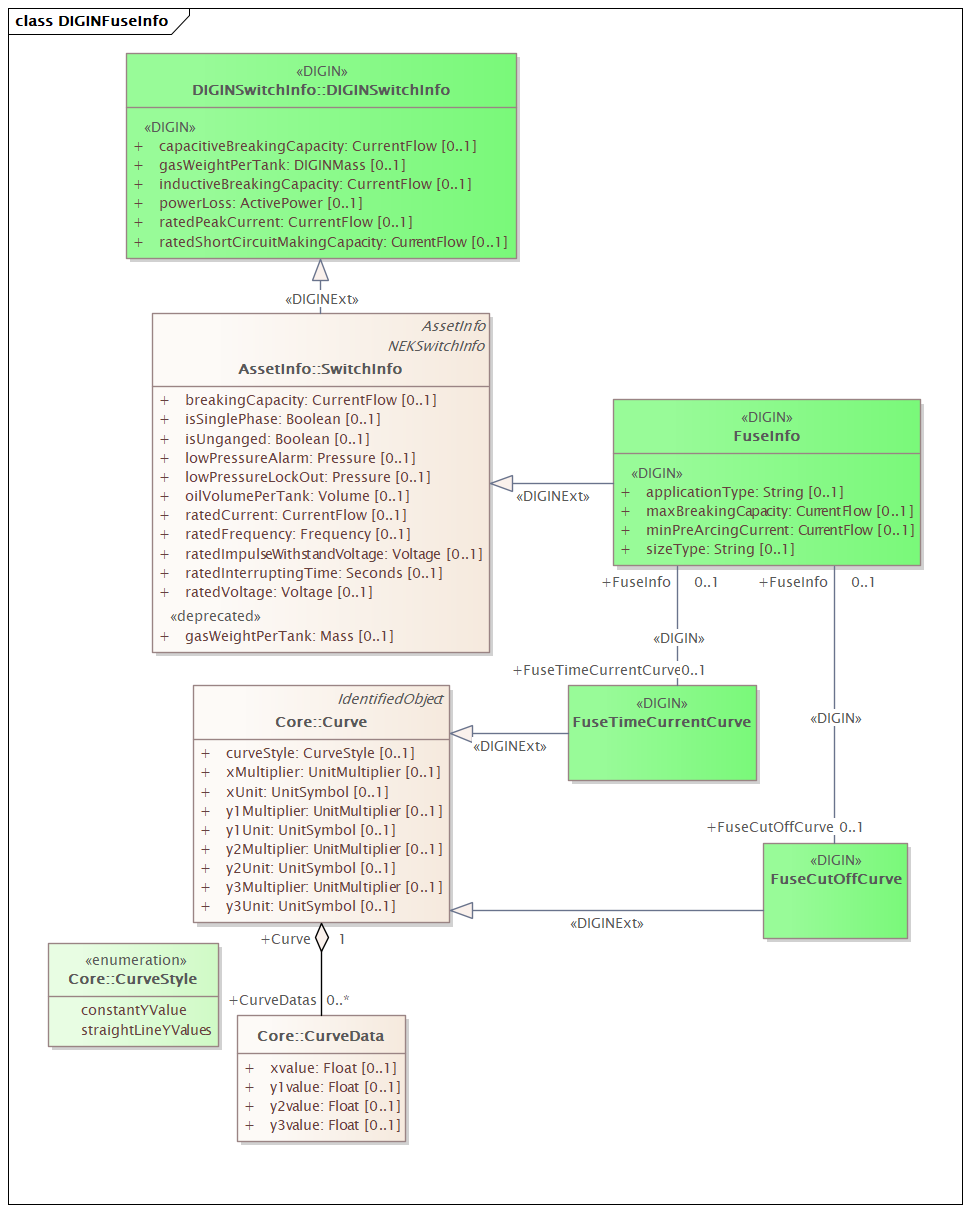 class DIGINFuseInfo
«DIGIN»
DIGINSwitchInfo::DIGINSwitchInfo
«DIGIN»
+ capacitiveBreakingCapacity: CurrentFlow [0..1]
+ gasWeightPerTank: DIGINMass [0..1]
+ inductiveBreakingCapacity: CurrentFlow [0..1]
+ powerLoss: ActivePower [0..1]
+ ratedPeakCurrent: CurrentFlow [0..1]
+ ratedShortCircuitMakingCapacity: CurrentFlow [0..1]
«DIGINExt»
AssetInfo
NEKSwitchInfo
AssetInfo::SwitchInfo
+ breakingCapacity: CurrentFlow [0..1]
+ isSinglePhase: Boolean [0..1]
+ isUnganged: Boolean [0..1]
+ lowPressureAlarm: Pressure [0..1]
+ lowPressureLockOut: Pressure [0..1]
+ oilVolumePerTank: Volume [0..1]
+ ratedCurrent: CurrentFlow [0..1]
+ ratedFrequency: Frequency [0..1]
+ ratedImpulseWithstandVoltage: Voltage [0..1]
+ ratedInterruptingTime: Seconds [0..1]
+ ratedVoltage: Voltage [0..1]
«deprecated»
+ gasWeightPerTank: Mass [0..1]
«DIGINExt»
«DIGIN»
FuseInfo
«DIGIN»
+ applicationType: String [0..1]
+ maxBreakingCapacity: CurrentFlow [0..1]
+ minPreArcingCurrent: CurrentFlow [0..1]
+ sizeType: String [0..1]
+FuseInfo 0..1
+FuseInfo 0..1
«DIGIN»
+FuseTimeCurrentCurve 0..1
«DIGIN»
FuseTimeCurrentCurve
«DIGINExt»
«DIGIN»
+FuseCutOffCurve 0..1
«DIGIN»
FuseCutOffCurve
«DIGINExt»
IdentifiedObject
Core::Curve
+ curveStyle: CurveStyle [0..1]
+ xMultiplier: UnitMultiplier [0..1]
+ xUnit: UnitSymbol [0..1]
+ y1Multiplier: UnitMultiplier [0..1]
+ y1Unit: UnitSymbol [0..1]
+ y2Multiplier: UnitMultiplier [0..1]
+ y2Unit: UnitSymbol [0..1]
+ y3Multiplier: UnitMultiplier [0..1]
+ y3Unit: UnitSymbol [0..1]
+Curve 1
«enumeration»
Core::CurveStyle
constantYValue
straightLineYValues
+CurveDatas 0..*
Core::CurveData
+ xvalue: Float [0..1]
+ y1value: Float [0..1]
+ y2value: Float [0..1]
+ y3value: Float [0..1]